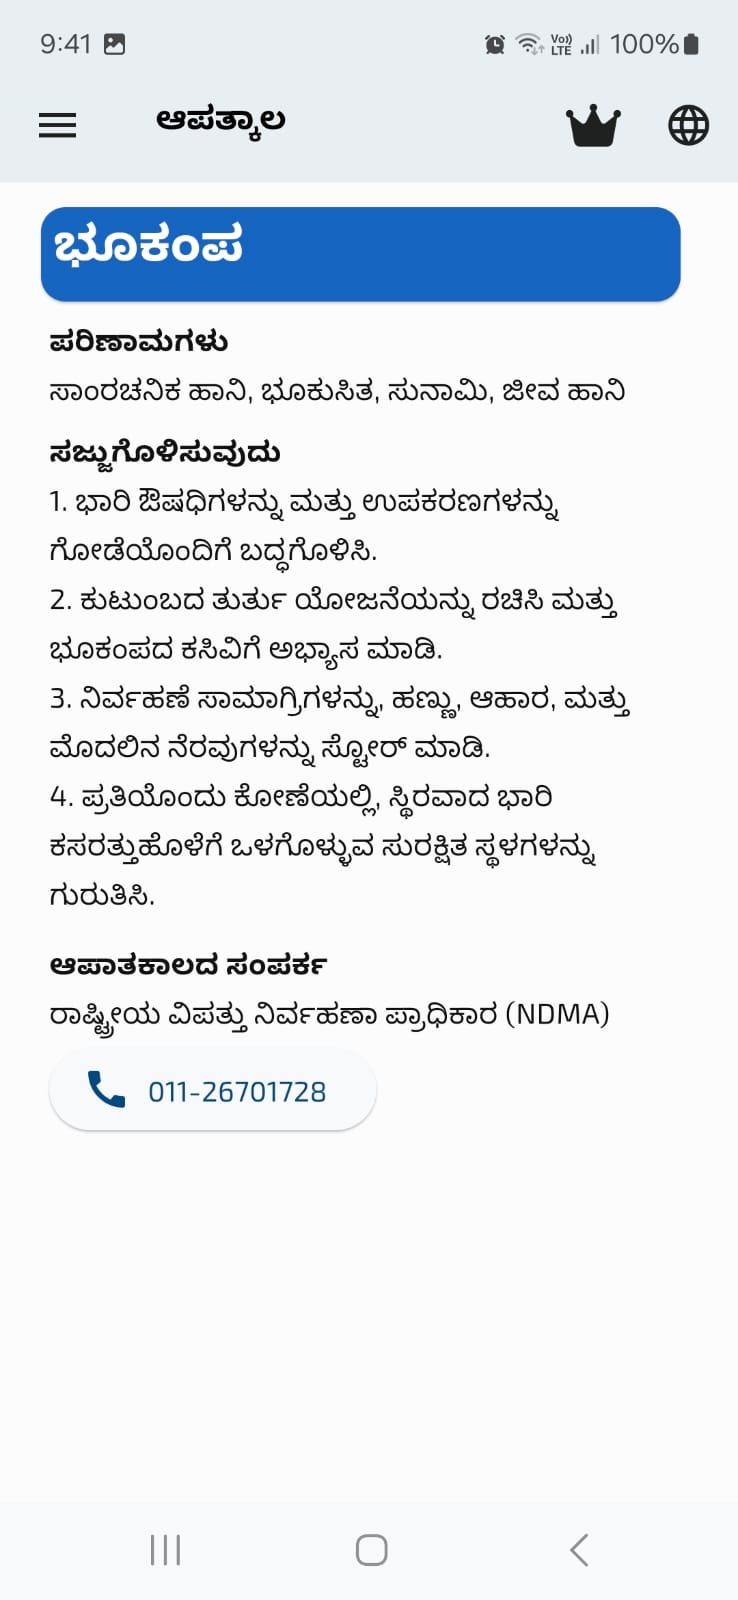 9:41
Vo))
LTE
100%
ಆಪತ್ಕಾಲ
ಭೂಕಂಪ
ಪರಿಣಾಮಗಳು
ಸಾಂರಚನಿಕ ಹಾನಿ, ಭೂಕುಸಿತ, ಸುನಾಮಿ, ಜೀವ ಹಾನಿ
ಸಜ್ಜುಗೊಳಿಸುವುದು
1. ಭಾರಿ ಔಷಧಿಗಳನ್ನು ಮತ್ತು ಉಪಕರಣಗಳನ್ನು
ಗೋಡೆಯೊಂದಿಗೆ ಬದ್ಧಗೊಳಿಸಿ.
2. ಕುಟುಂಬದ ತುರ್ತು ಯೋಜನೆಯನ್ನು ರಚಿಸಿ ಮತ್ತು
ಭೂಕಂಪದ ಕಸಿವಿಗೆ ಅಭ್ಯಾಸ ಮಾಡಿ.
3. ನಿರ್ವಹಣೆ ಸಾಮಾಗ್ರಿಗಳನ್ನು, ಹಣ್ಣು, ಆಹಾರ, ಮತ್ತು
ಮೊದಲಿನ ನೆರವುಗಳನ್ನು ಸ್ಟೋರ್ ಮಾಡಿ.
4. ಪ್ರತಿಯೊಂದು ಕೋಣೆಯಲ್ಲಿ, ಸ್ಥಿರವಾದ ಭಾರಿ
ಕಸರತ್ತುಹೊಳೆಗೆ ಒಳಗೊಳ್ಳುವ ಸುರಕ್ಷಿತ ಸ್ಥಳಗಳನ್ನು
ಗುರುತಿಸಿ.
ಆಪಾತಕಾಲದ ಸಂಪರ್ಕ
ರಾಷ್ಟ್ರೀಯ ವಿಪತ್ತು ನಿರ್ವಹಣಾ ಪ್ರಾಧಿಕಾರ (NDMA)
011-26701728